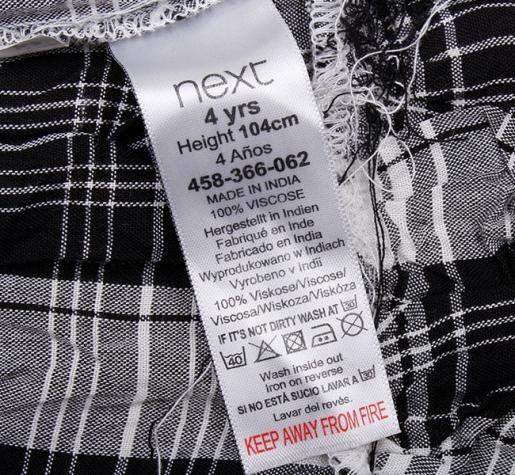 next
4 yrs
Height 104cm
4 Años
458-366-062
MADE IN INDIA
100% VISCOSE
Hergestellt in Indien
Fabriqué en Inde
Fabricado en India
Wyprodukowano w Indiach
Vyrobeno v Indii
100% Viskose/Viscose/
Viscosa/Wiskoza/Viskóza
IF IT'S NOT DIRTY WASH AT 30
40
Wash inside out
Iron on reverse
SI NO ESTÁ SUCIO LAVAR A 30
Lavar del revés.
KEEP AWAY FROM FIRE